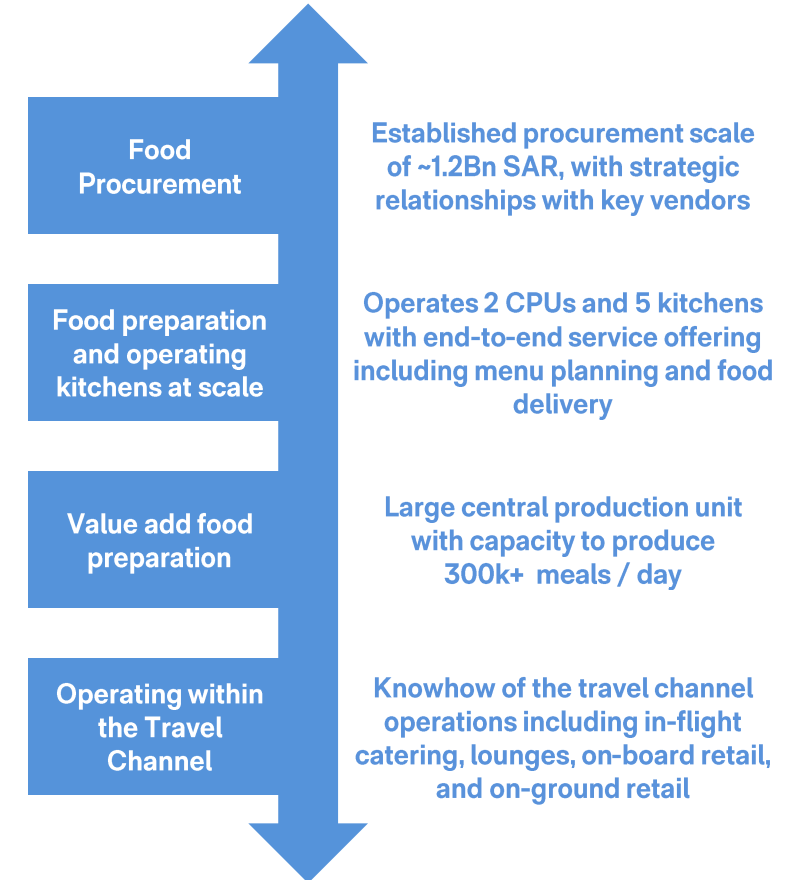 Food
Procurement
Established procurement scale
of ~1.2Bn SAR, with strategic
relationships with key vendors
Food preparation
and operating
kitchens at scale
Operates 2 CPUs and 5 kitchens
with end-to-end service offering
including menu planning and food
delivery
Value add food
preparation
Large central production unit
with capacity to produce
300k+ meals / day
Operating within
the Travel
Channel
Knowhow of the travel channel
operations including in-flight
catering, lounges, on-board retail,
and on-ground retail